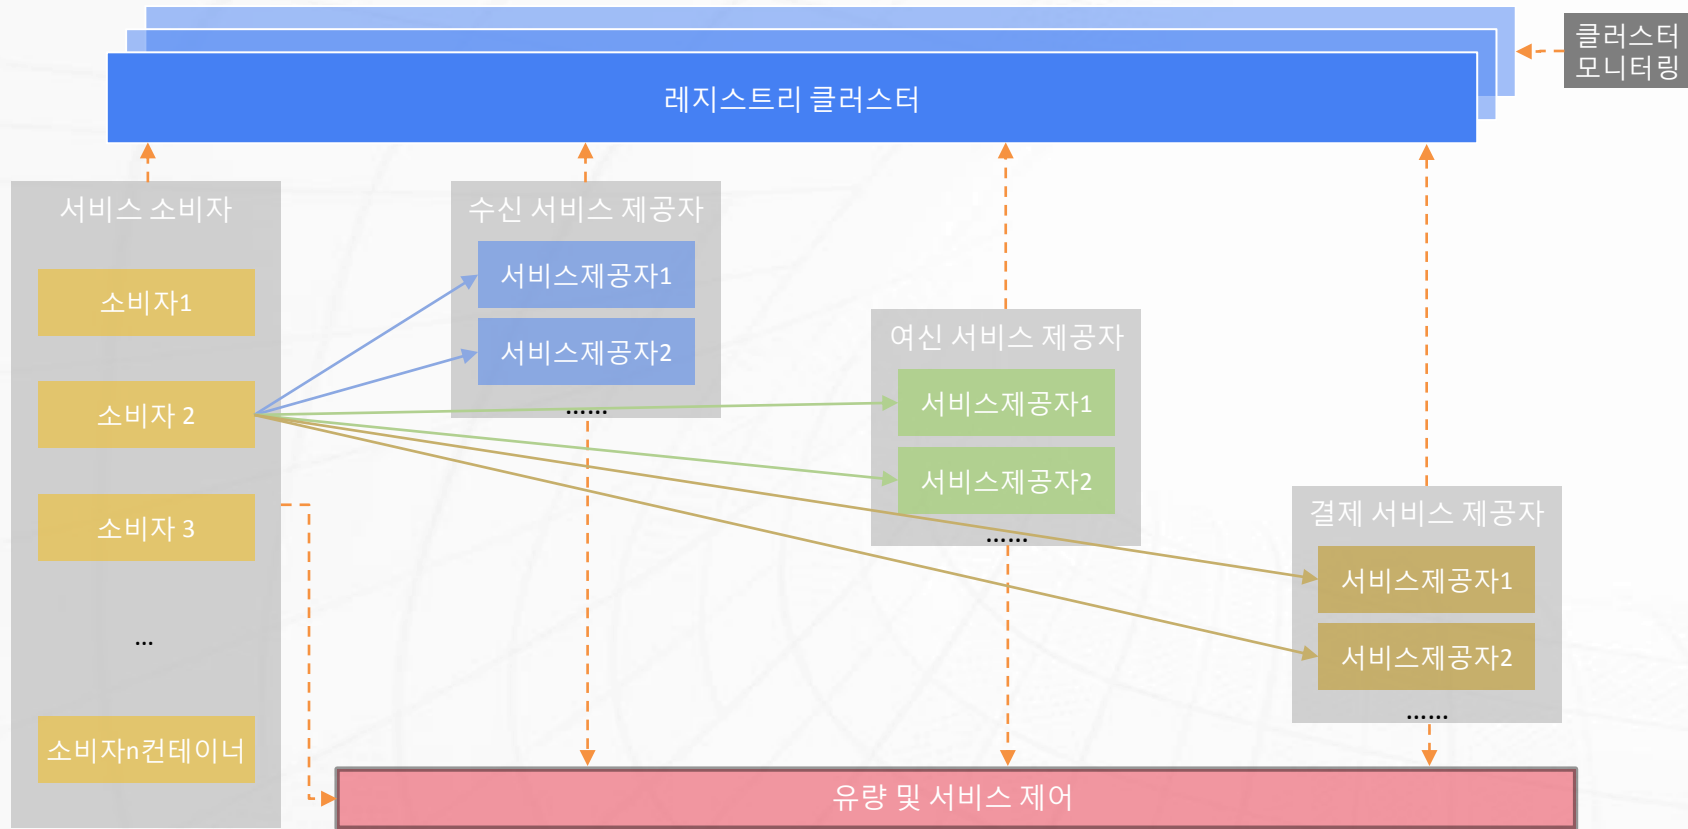 클러스터
모니터링
레지스트리 클러스터
서비스 소비자
소비자1
소비자 2
소비자 3
...
소비자n컨테이너
수신 서비스 제공자
서비스제공자1
서비스제공자2
......
여신 서비스 제공자
서비스제공자1
서비스제공자2
......
결제 서비스 제공자
서비스제공자1
서비스제공자2
......
유량 및 서비스 제어